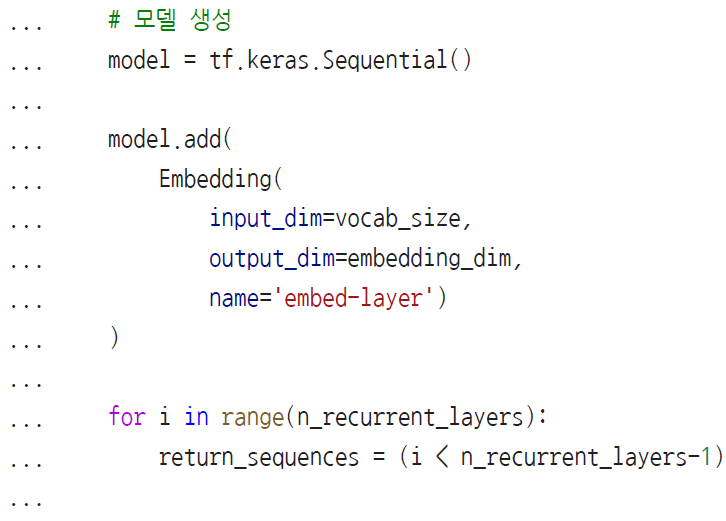 ...     # 모델 생성
...     model = tf.keras.Sequential()
...
...     model.add(
...         Embedding(
...             input_dim=vocab_size,
...             output_dim=embedding_dim,
...             name='embed-layer')
...     )
...
...     for i in range(n_recurrent_layers):
...         return_sequences = (i < n_recurrent_layers-1)
...